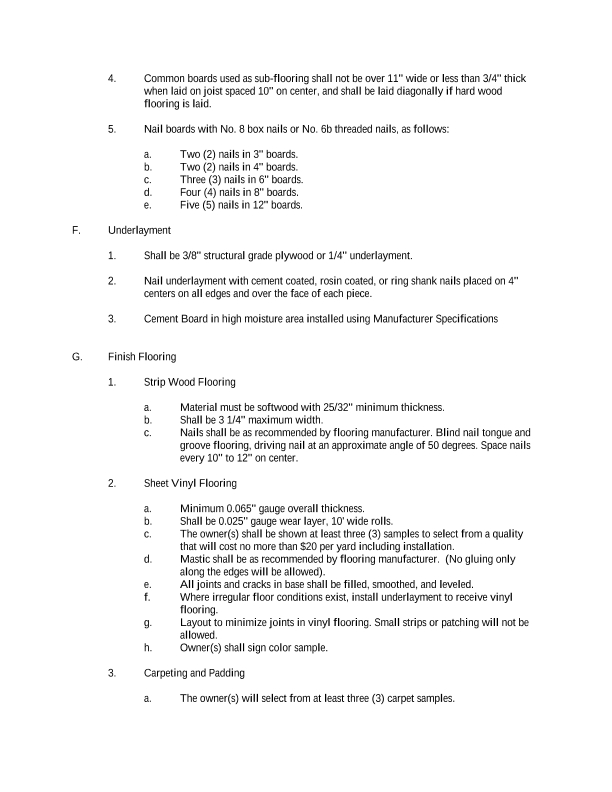 4. Common boards used as sub-flooring shall not be over 11" wide or less than 3/4" thick
when laid on joist spaced 10" on center, and shall be laid diagonally if hard wood
flooring is laid.
5. Nail boards with No. 8 box nails or No. 6b threaded nails, as follows:
a. Two (2) nails in 3" boards.
b. Two (2) nails in 4" boards.
c. Three (3) nails in 6" boards.
d. Four (4) nails in 8" boards.
e. Five (5) nails in 12" boards.
F. Underlayment
1. Shall be 3/8" structural grade plywood or 1/4" underlayment.
2. Nail underlayment with cement coated, rosin coated, or ring shank nails placed on 4"
centers on all edges and over the face of each piece.
3. Cement Board in high moisture area installed using Manufacturer Specifications
G. Finish Flooring
1. Strip Wood Flooring
a. Material must be softwood with 25/32" minimum thickness.
b. Shall be 3 1/4" maximum width.
c. Nails shall be as recommended by flooring manufacturer. Blind nail tongue and
groove flooring, driving nail at an approximate angle of 50 degrees. Space nails
every 10" to 12" on center.
2. Sheet Vinyl Flooring
a. Minimum 0.065" gauge overall thickness.
b. Shall be 0.025" gauge wear layer, 10' wide rolls.
c. The owner(s) shall be shown at least three (3) samples to select from a quality
that will cost no more than $20 per yard including installation.
d. Mastic shall be as recommended by flooring manufacturer. (No gluing only
along the edges will be allowed).
e. All joints and cracks in base shall be filled, smoothed, and leveled.
f. Where irregular floor conditions exist, install underlayment to receive vinyl
flooring.
g. Layout to minimize joints in vinyl flooring. Small strips or patching will not be
allowed.
h. Owner(s) shall sign color sample.
3. Carpeting and Padding
a. The owner(s) will select from at least three (3) carpet samples.